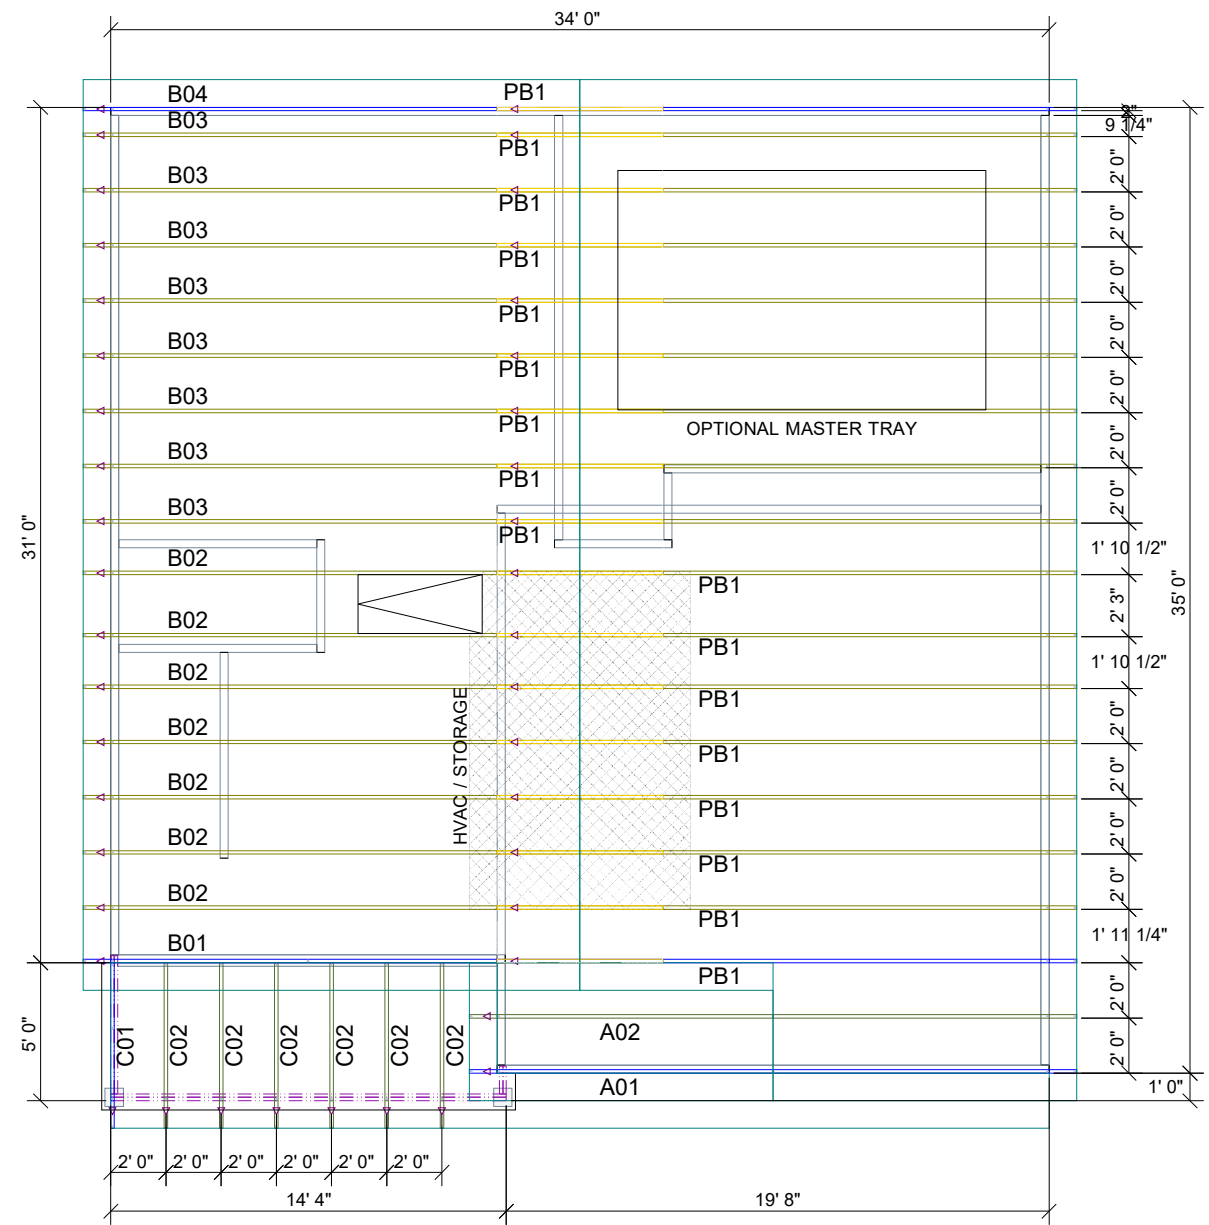 34' 0"
B04 PB1
B03
9 1/4"
PB1
B03
2' 0"
PB1
B03
2' 0"
PB1
B03
2' 0"
PB1
B03
2' 0"
PB1
B03
2' 0"
PB1
OPTIONAL MASTER TRAY
B03
2' 0"
PB1
B03
2' 0"
PB1
31' 0"
1' 10 1/2"
B02
PB1
35' 0"
2' 3"
B02
PB1
1' 10 1/2"
B02
PB1
HVAC / STORAGE
B02
2' 0"
PB1
B02
2' 0"
PB1
B02
2' 0"
PB1
B02
2' 0"
PB1
B01
1' 11 1/4"
PB1
5' 0"
C01
C02
C02
C02
C02
C02
C02
2' 0"
A02
2' 0"
A01
1' 0"
2' 0"
2' 0"
2' 0"
2' 0"
2' 0"
2' 0"
14' 4"
19' 8"